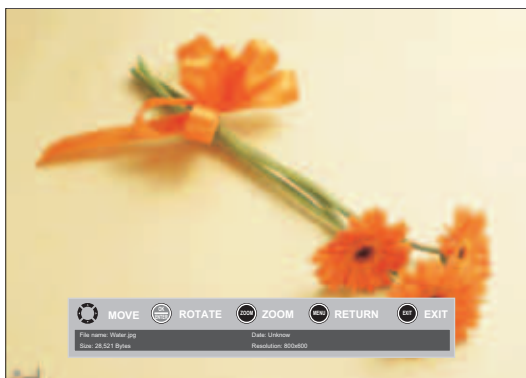 MOVE OK ENTER ROTATE ZOOM ZOOM MENU RETURN EXIT EXIT
File name: Water.jpg Date: Unknow
Size: 28,521 Bytes Resolution: 800x600